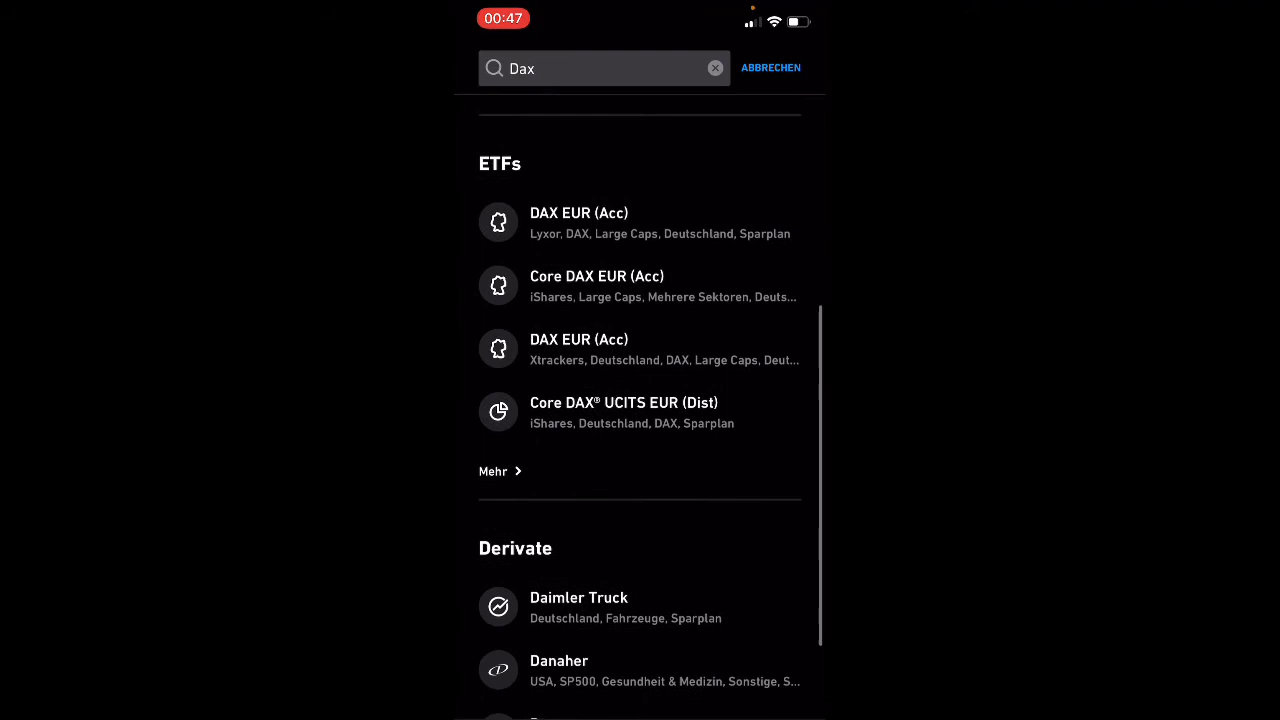 00:47
Dax
ABBRECHEN
ETFs
DAX EUR (Acc)
Lyxor, DAX, Large Caps, Deutschland, Sparplan
Core DAX EUR (Acc)
iShares, Large Caps, Mehrere Sektoren, Deuts...
DAX EUR (Acc)
Xtrackers, Deutschland, DAX, Large Caps, Deut...
Core DAX® UCITS EUR (Dist)
iShares, Deutschland, DAX, Sparplan
Mehr
Derivate
Daimler Truck
Deutschland, Fahrzeuge, Sparplan
Danaher
USA, SP500, Gesundheit & Medizin, Sonstige, S...